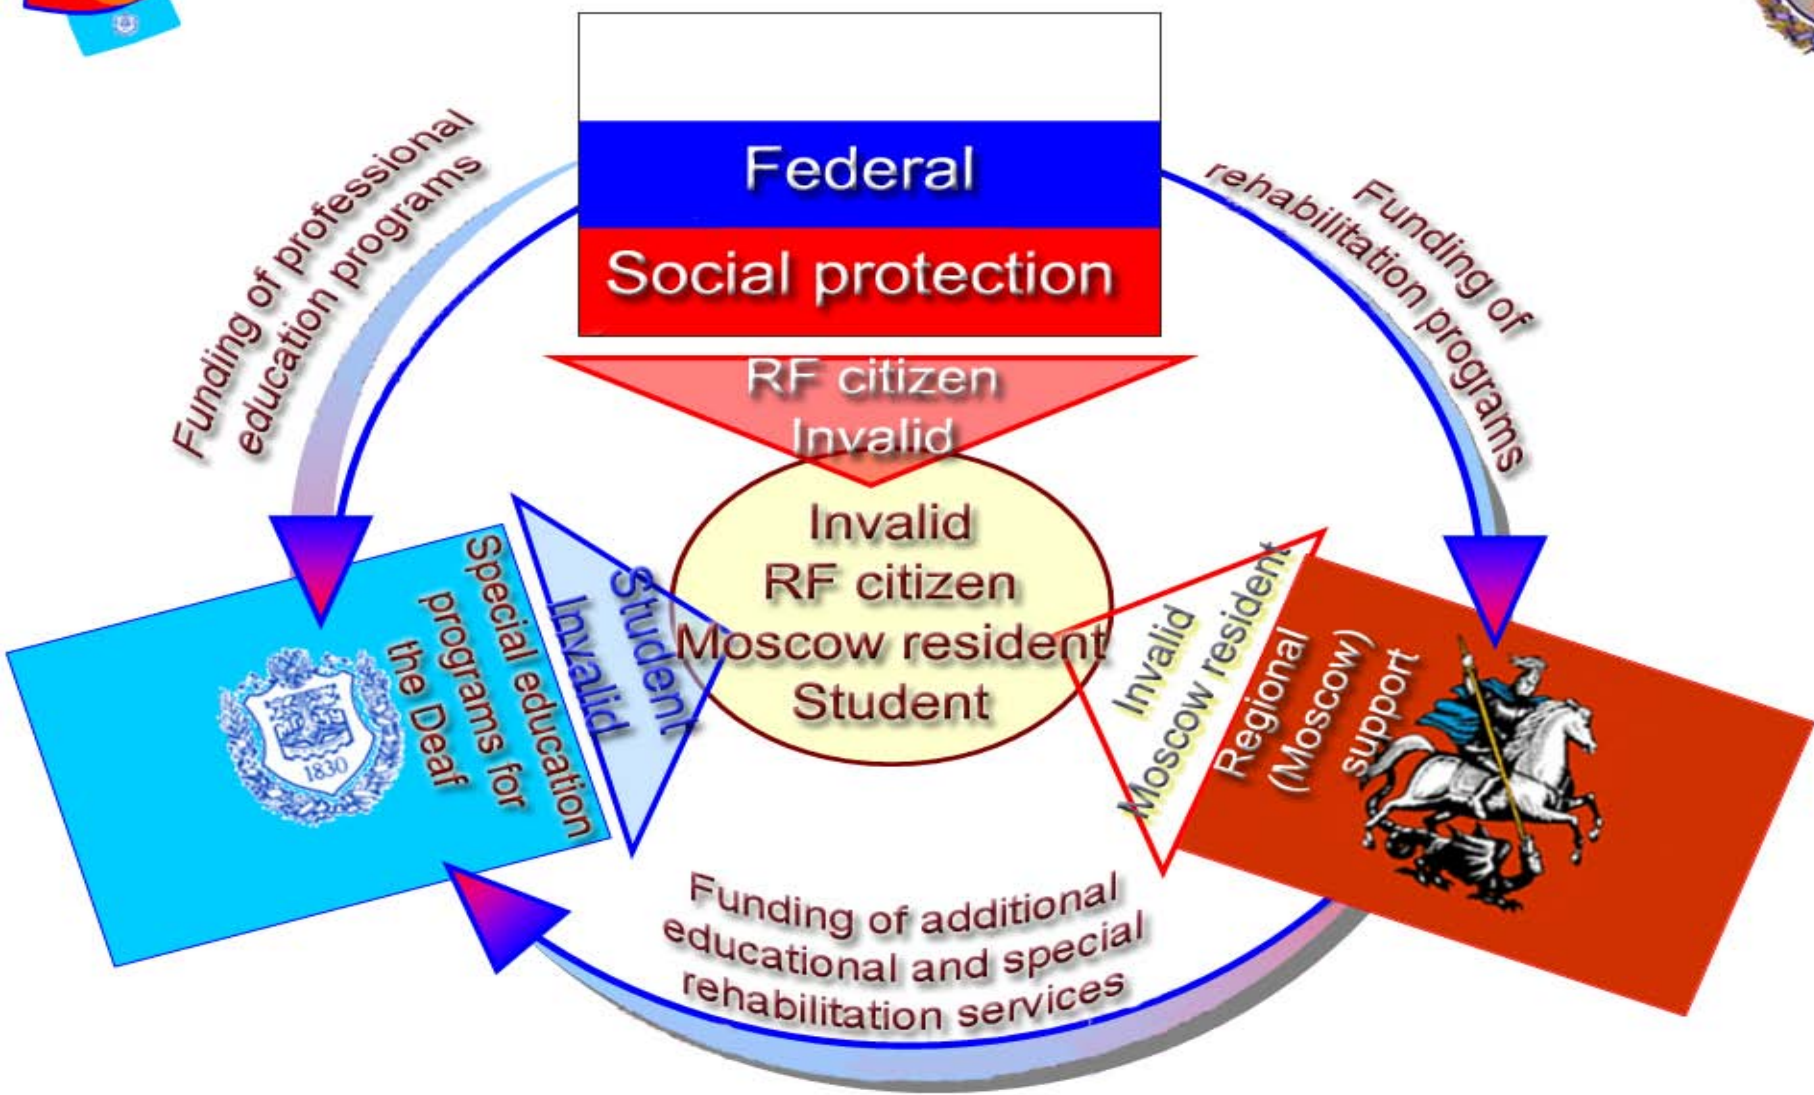 Federal
Social protection
Funding of professional
education programs
Funding of
rehabilitation programs
RF citizen
Invalid
Invalid
RF citizen
Moscow resident
Student
Student
Invalid
Special education
programs for
the Deaf
1830
Invalid
Moscow resident
Regional
(Moscow)
support
Funding of additional
educational and special
rehabilitation services